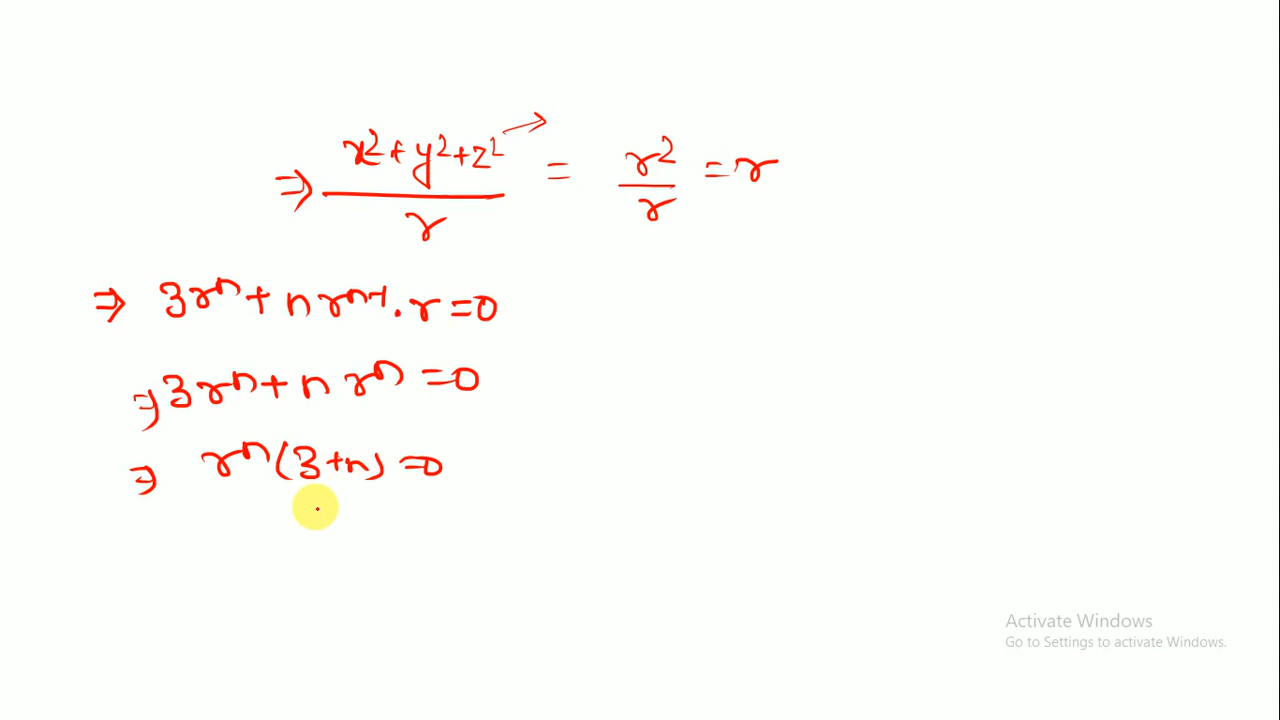 ⇒ x²+y²+z² / r → = r² / r = r
⇒ 3rⁿ + n rⁿ⁻¹ . r = 0
⇒ 3rⁿ + n rⁿ = 0
⇒ rⁿ(3+n) = 0
Activate Windows
Go to Settings to activate Windows.